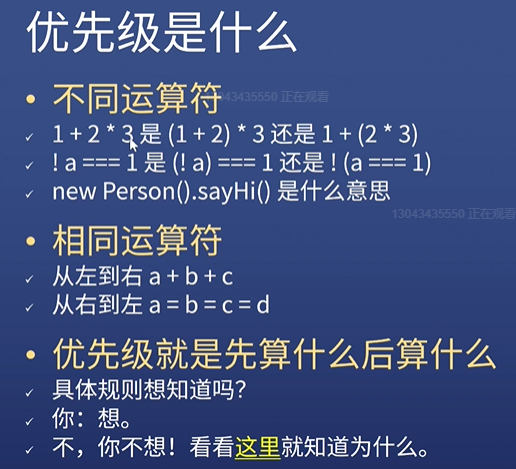 优先级是什么
• 不同运算符
13043435550 正在观看
✓ 1 + 2 * 3 是 (1 + 2) * 3 还是 1 + (2 * 3)
✓ ! a === 1 是 (! a) === 1 还是 ! (a === 1)
✓ new Person().sayHi() 是什么意思
13043435550 正在观看
• 相同运算符
✓ 从左到右 a + b + c
✓ 从右到左 a = b = c = d
• 优先级就是先算什么后算什么
✓ 具体规则想知道吗?
✓ 你：想。
✓ 不，你不想！看看这里就知道为什么。